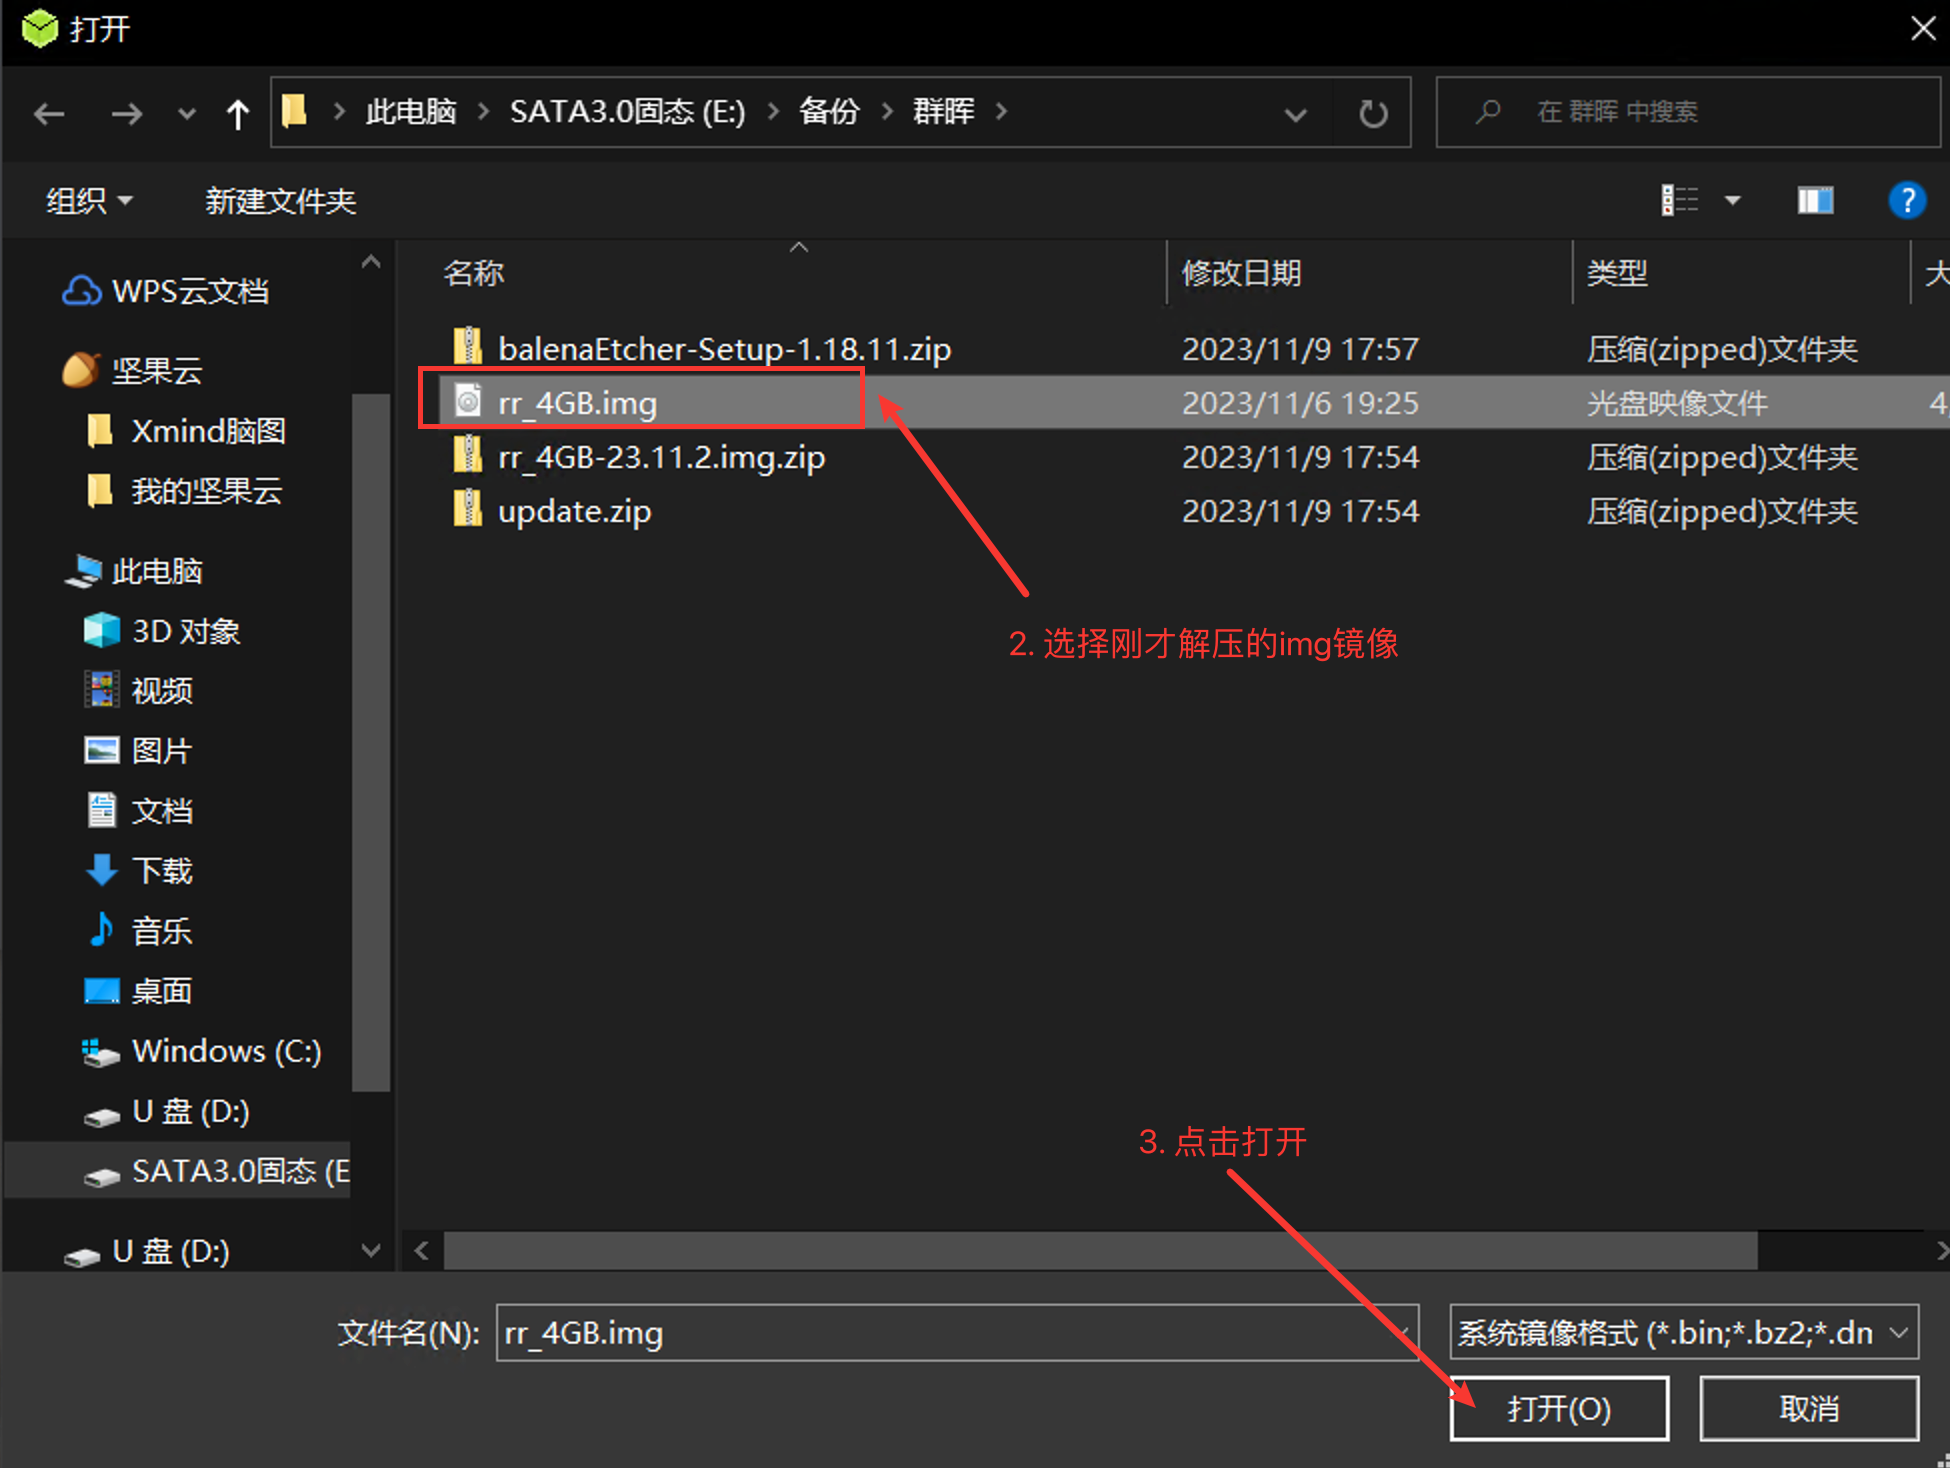 打开
此电脑 > SATA3.0固态 (E:) > 备份 > 群晖 >
在 群晖 中搜索
组织
新建文件夹
?
名称
修改日期
类型
大
WPS云文档
坚果云
Xmind脑图
我的坚果云
此电脑
3D 对象
视频
图片
文档
下载
音乐
桌面
Windows (C:)
U 盘 (D:)
SATA3.0固态 (E
U 盘 (D:)
balenaEtcher-Setup-1.18.11.zip 2023/11/9 17:57 压缩(zipped)文件夹
rr_4GB.img 2023/11/6 19:25 光盘映像文件 4,
rr_4GB-23.11.2.img.zip 2023/11/9 17:54 压缩(zipped)文件夹
update.zip 2023/11/9 17:54 压缩(zipped)文件夹
2. 选择刚才解压的img镜像
3. 点击打开
文件名(N): rr_4GB.img
系统镜像格式 (*.bin;*.bz2;*.dn
打开(O)
取消